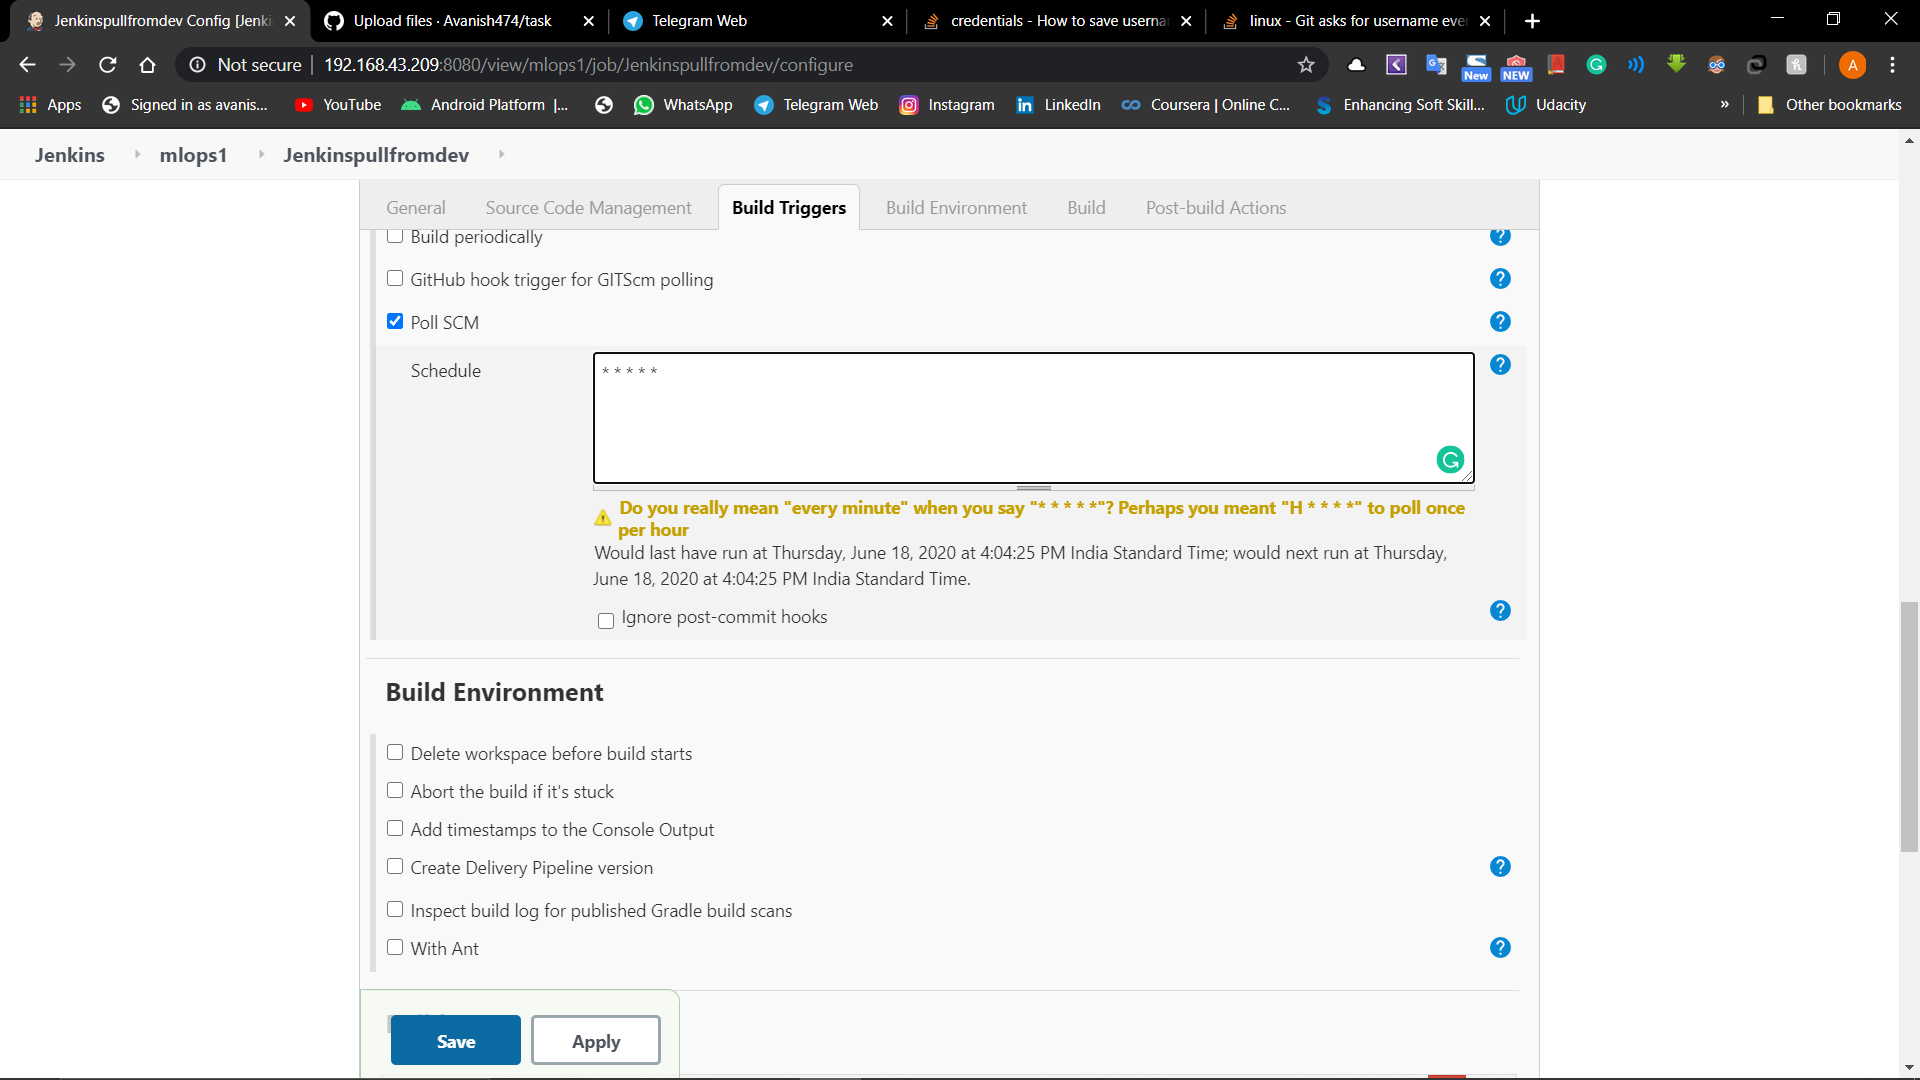 Jenkinspullfromdev Config [Jenki
Upload files · Avanish474/task
Telegram Web
credentials - How to save userna
linux - Git asks for username eve
Not secure
192.168.43.209:8080/view/mlops1/job/Jenkinspullfromdev/configure
New
NEW
A
Apps
Signed in as avanis...
YouTube
Android Platform |...
WhatsApp
Telegram Web
Instagram
LinkedIn
Coursera | Online C...
Enhancing Soft Skill...
Udacity
»
Other bookmarks
Jenkins
mlops1
Jenkinspullfromdev
General
Source Code Management
Build Triggers
Build Environment
Build
Post-build Actions
Build periodically
GitHub hook trigger for GITScm polling
Poll SCM
Schedule
* * * * *
Do you really mean "every minute" when you say "* * * * *"? Perhaps you meant "H * * * *" to poll once
per hour
Would last have run at Thursday, June 18, 2020 at 4:04:25 PM India Standard Time; would next run at Thursday,
June 18, 2020 at 4:04:25 PM India Standard Time.
Ignore post-commit hooks
Build Environment
Delete workspace before build starts
Abort the build if it's stuck
Add timestamps to the Console Output
Create Delivery Pipeline version
Inspect build log for published Gradle build scans
With Ant
Save
Apply